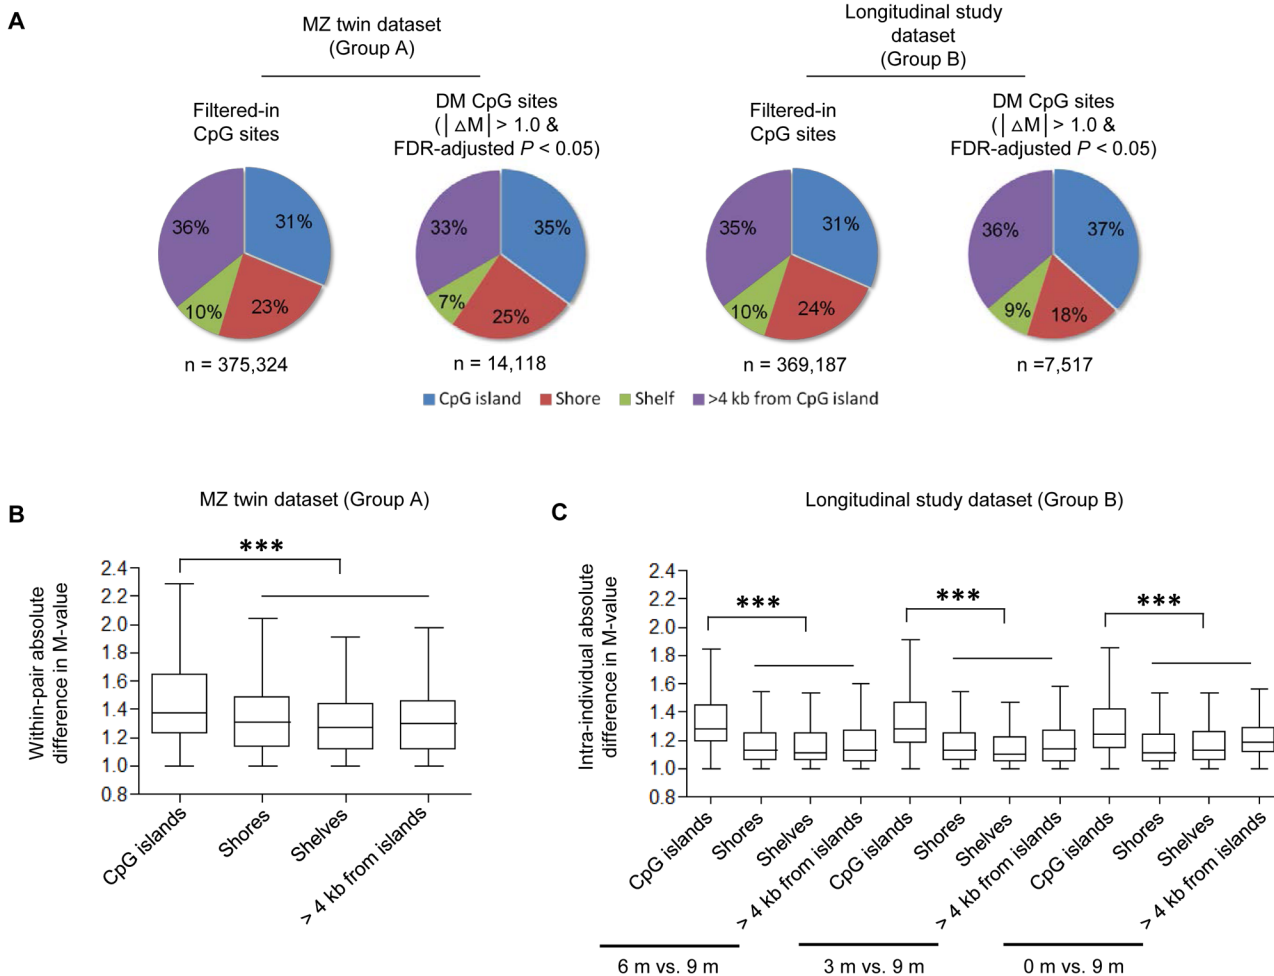 A
MZ twin dataset
(Group A)
Longitudinal study
dataset
(Group B)
Filtered-in
CpG sites
DM CpG sites
(│△M│> 1.0 &
FDR-adjusted P < 0.05)
Filtered-in
CpG sites
DM CpG sites
(│△M│> 1.0 &
FDR-adjusted P < 0.05)
36%
31%
10%
23%
33%
35%
7%
25%
35%
31%
10%
24%
36%
37%
9%
18%
n = 375,324
n = 14,118
n = 369,187
n =7,517
CpG island
Shore
Shelf
>4 kb from CpG island
B
MZ twin dataset (Group A)
Within-pair absolute
difference in M-value
2.4
2.2
2.0
1.8
1.6
1.4
1.2
1.0
0.8
***
CpG islands
Shores
Shelves
> 4 kb from islands
C
Longitudinal study dataset (Group B)
Intra-individual absolute
difference in M-value
2.4
2.2
2.0
1.8
1.6
1.4
1.2
1.0
0.8
***
***
***
CpG islands
Shores
Shelves
> 4 kb from islands
CpG islands
Shores
Shelves
> 4 kb from islands
CpG islands
Shores
Shelves
> 4 kb from islands
6 m vs. 9 m
3 m vs. 9 m
0 m vs. 9 m